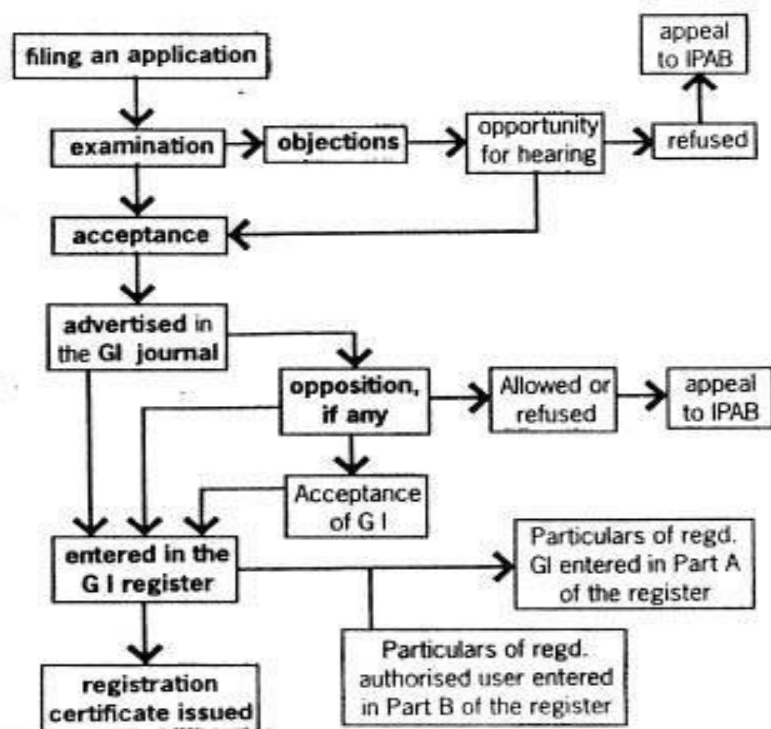 filing an application
appeal
to IPAB
examination
objections
opportunity
for hearing
refused
acceptance
advertised in
the GI journal
opposition,
if any
Allowed or
refused
appeal
to IPAB
Acceptance
of G I
entered in the
G I register
Particulars of regd.
GI entered in Part A
of the register
Particulars of regd.
authorised user entered
in Part B of the register
registration
certificate issued